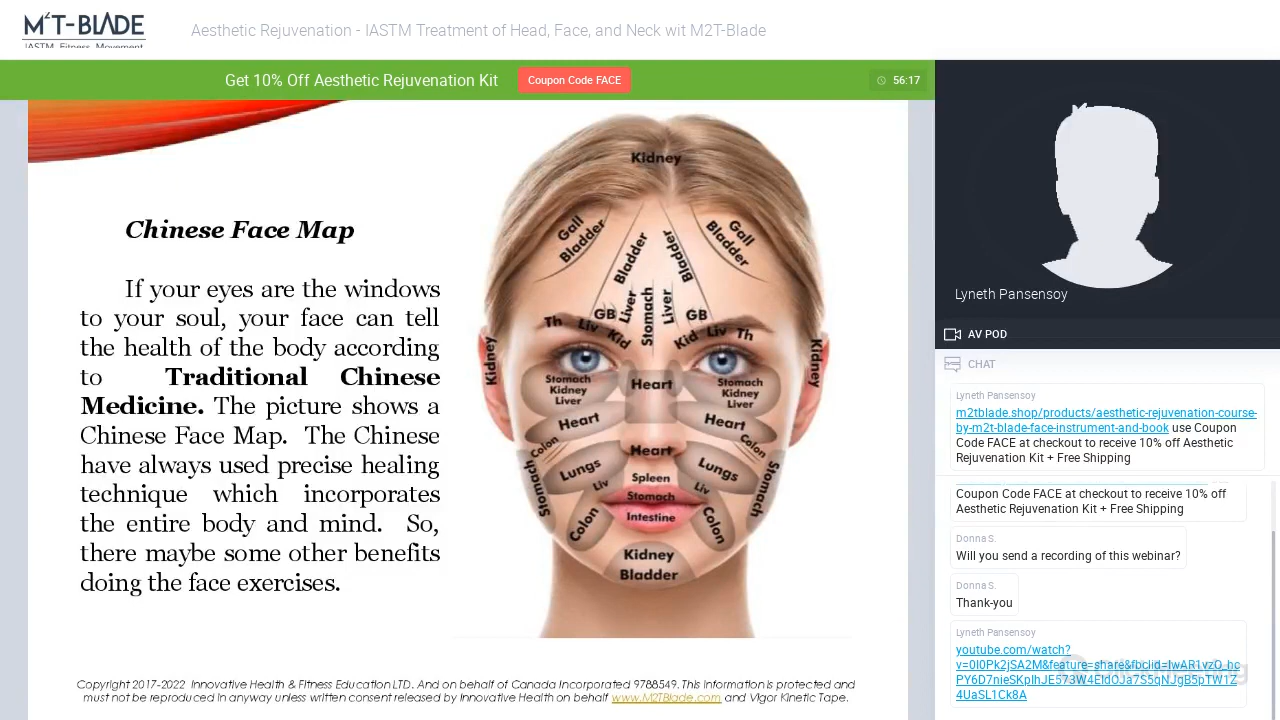 M²T-BLADE
IASTM Fitness Movement
Aesthetic Rejuvenation - IASTM Treatment of Head, Face, and Neck wit M2T-Blade
Get 10% Off Aesthetic Rejuvenation Kit
Coupon Code FACE
56:17
Chinese Face Map
If your eyes are the windows
to your soul, your face can tell
the health of the body according
to Traditional Chinese
Medicine. The picture shows a
Chinese Face Map. The Chinese
have always used precise healing
technique which incorporates
the entire body and mind. So,
there maybe some other benefits
doing the face exercises.
Kidney
Gall Bladder
Bladder
Bladder
Gall Bladder
GB
Liver
Stomach
Liver
GB
Th
Liv
Kid
Kid
Liv
Th
Kidney
Kidney
Stomach
Kidney
Liver
Heart
Stomach
Kidney
Liver
Heart
Heart
Colon
Heart
Colon
Stomach
Lungs
Liv
Spleen
Lungs
Liv
Stomach
Stomach
Intestine
Colon
Colon
Kidney
Bladder
Copyright 2017-2022 Innovative Health & Fitness Education LTD. And on behalf of Canada Incorporated 9788549. This information is protected and
must not be reproduced in anyway unless written consent released by Innovative Health on behalf www.M2TBlade.com and Vigor Kinetic Tape.
Lyneth Pansensoy
AV POD
CHAT
Lyneth Pansensoy
m2tblade.shop/products/aesthetic-rejuvenation-course-
by-m2t-blade-face-instrument-and-book use Coupon
Code FACE at checkout to receive 10% off Aesthetic
Rejuvenation Kit + Free Shipping
Coupon Code FACE at checkout to receive 10% off
Aesthetic Rejuvenation Kit + Free Shipping
Donna S.
Will you send a recording of this webinar?
Donna S.
Thank-you
Lyneth Pansensoy
youtube.com/watch?